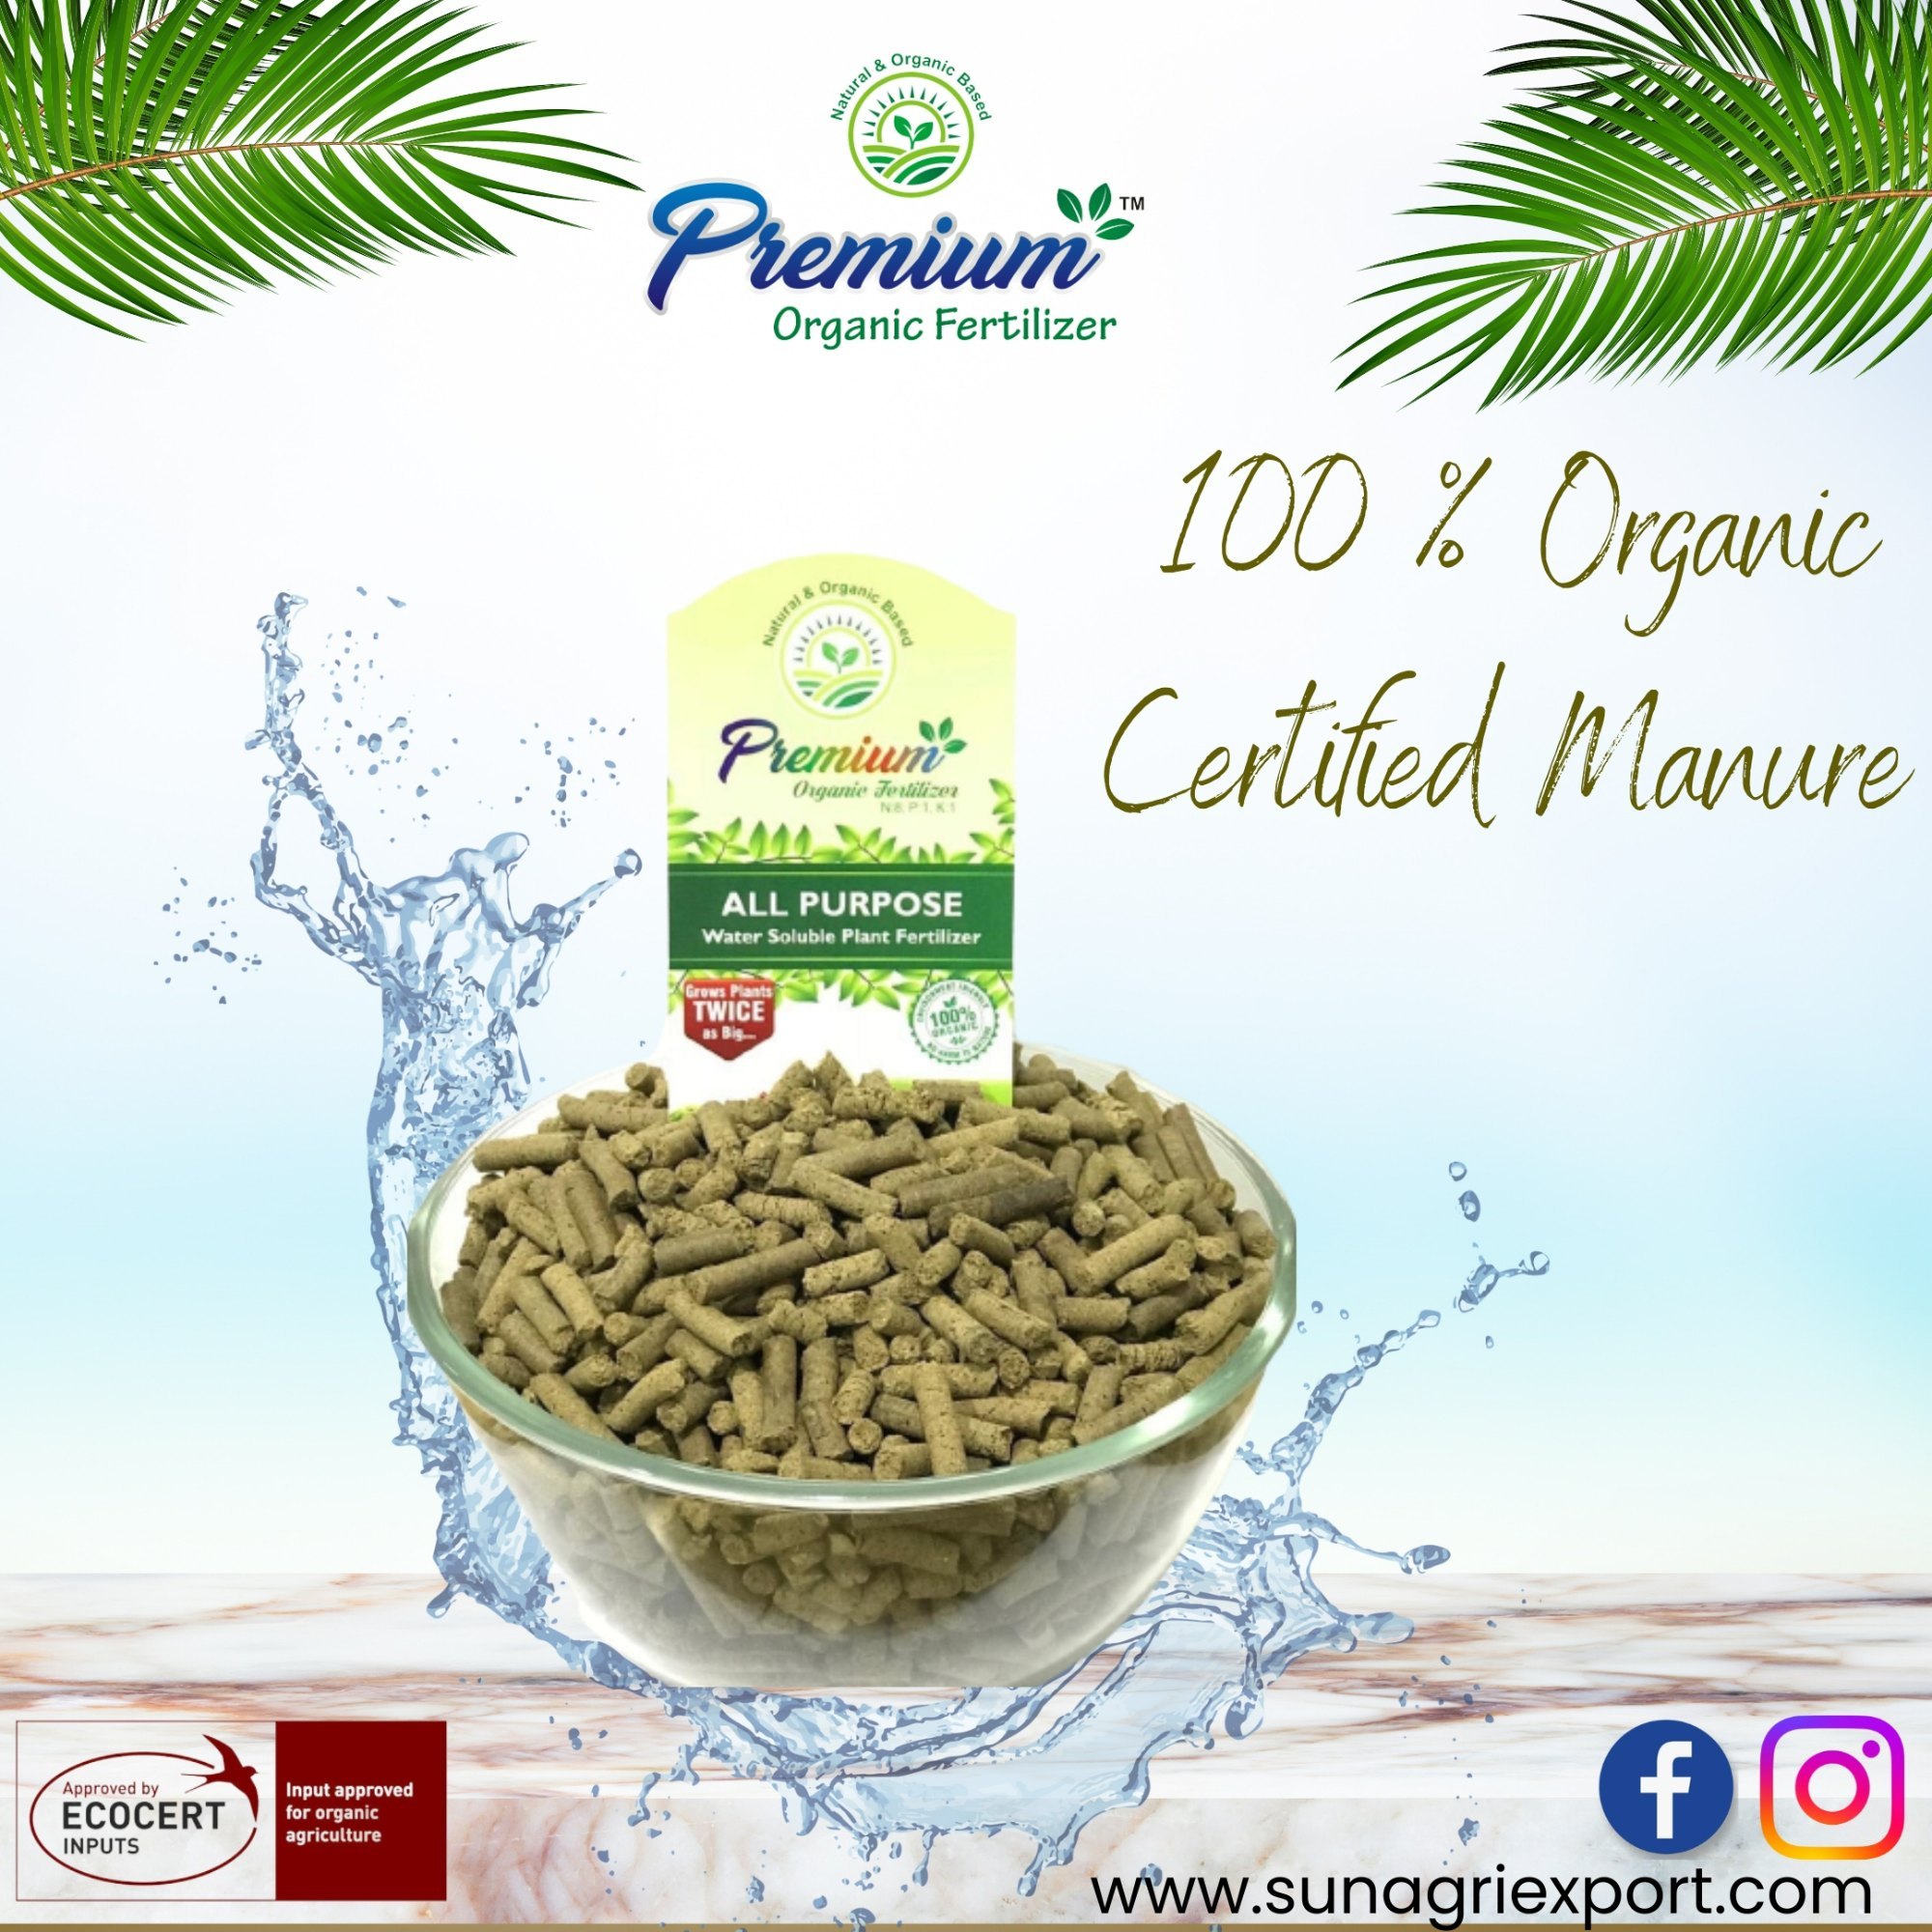 Natural & Organic Based
Premium™
Organic Fertilizer
100 % Organic
Certified Manure
Natural & Organic Based
Premium
Organic Fertilizer
ALL PURPOSE
Water Soluble Plant Fertilizer
Grows Plants
TWICE
as Big...
ENVIRONMENT FRIENDLY
100%
ORGANIC
Approved by
ECOCERT
INPUTS
Input approved
for organic
agriculture
www.sunagriexport.com